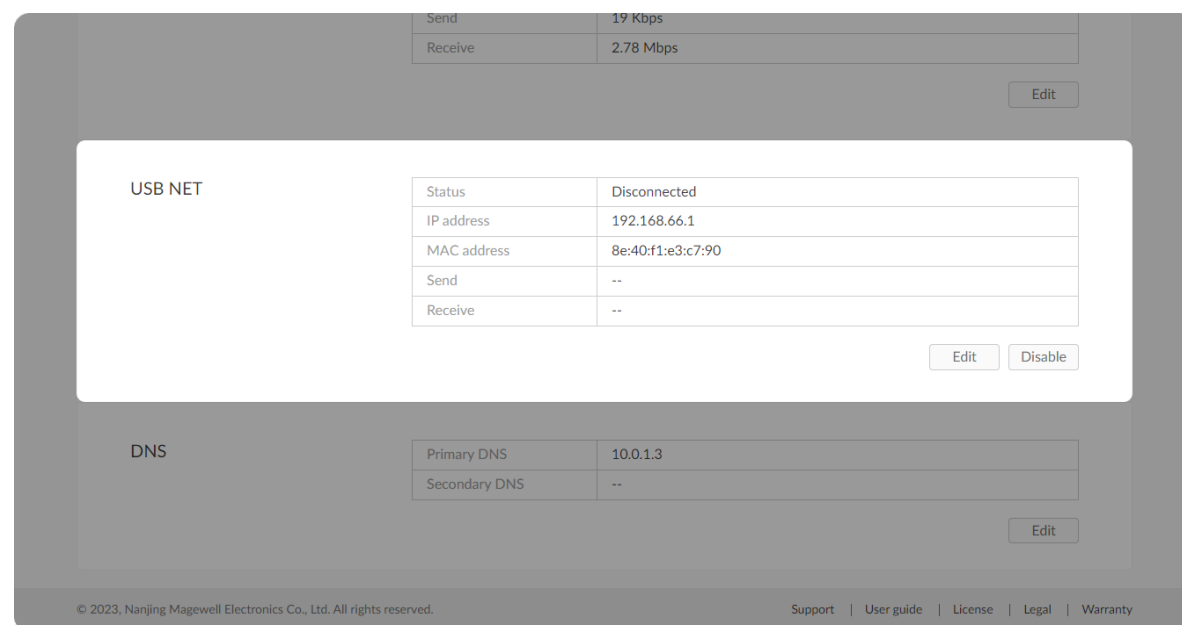 Send 19 Kbps
Receive 2.78 Mbps
Edit
USB NET
Status Disconnected
IP address 192.168.66.1
MAC address 8e:40:f1:e3:c7:90
Send --
Receive --
Edit Disable
DNS
Primary DNS 10.0.1.3
Secondary DNS --
Edit
© 2023, Nanjing Magewell Electronics Co., Ltd. All rights reserved. Support | User guide | License | Legal | Warranty